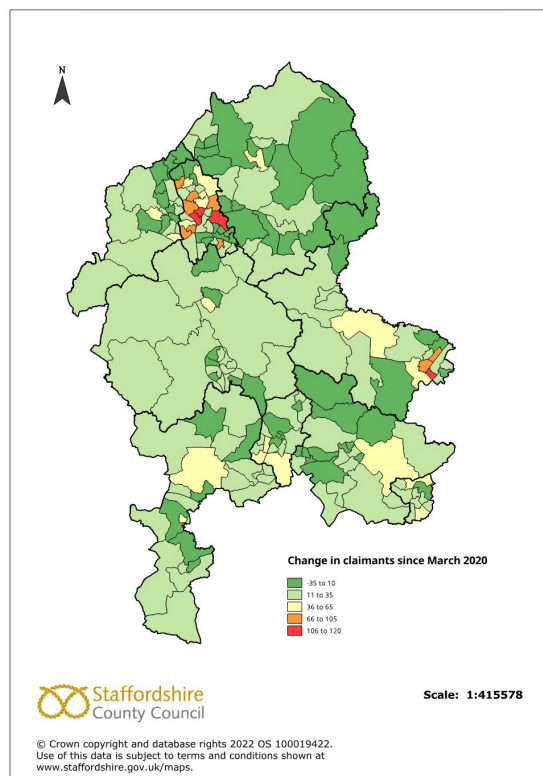 N
Change in claimants since March 2020
-35 to 10
11 to 35
36 to 65
66 to 105
106 to 120
Staffordshire
County Council
Scale: 1:415578
© Crown copyright and database rights 2022 OS 100019422.
Use of this data is subject to terms and conditions shown at
www.staffordshire.gov.uk/maps.